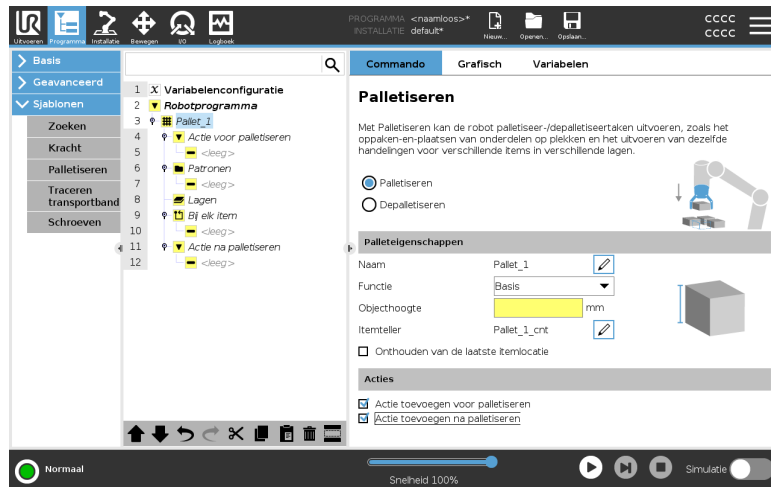 UR
PROGRAMMA <naamloos>*
INSTALLATIE default*
CCCC
CCCC
Uitvoeren Programma Installatie Bewegen I/O Logboek
Nieuw... Openen... Opslaan...
Basis
Geavanceerd
Sjablonen
Zoeken
Kracht
Palletiseren
Traceren
transportband
Schroeven
1 X Variabelenconfiguratie
2 Robotprogramma
3 Pallet_1
4 Actie voor palletiseren
5 <leeg>
6 Patronen
7 <leeg>
8 Lagen
9 Bij elk item
10 <leeg>
11 Actie na palletiseren
12 <leeg>
Commando Grafisch Variabelen
Palletiseren
Met Palletiseren kan de robot palletiseer-/depalletiseertaken uitvoeren, zoals het
oppaken-en-plaatsen van onderdelen op plekken en het uitvoeren van dezelfde
handelingen voor verschillende items in verschillende lagen.
Palletiseren
Depalletiseren
Palleteigenschappen
Naam Pallet_1
Functie Basis
Objecthoogte mm
Itemteller Pallet_1_cnt
Onthouden van de laatste itemlocatie
Acties
Actie toevoegen voor palletiseren
Actie toevoegen na palletiseren
Normaal
Snelheid 100%
Simulatie